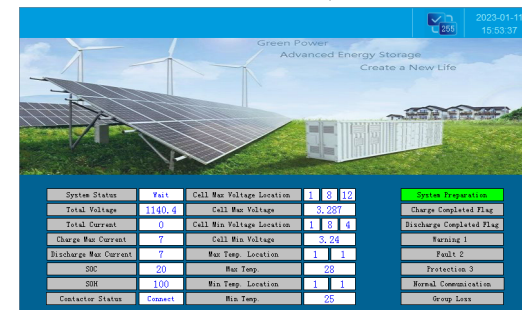 2023-01-11
255
15:53:37
Green Power
Advanced Energy Storage
Create a New Life
System Status Wait Cell Max Voltage Location 1 8 12 System Preparation
Total Voltage 1140.4 Cell Max Voltage 3.287 Charge Completed Flag
Total Current 0 Cell Min Voltage Location 1 8 4 Discharge Completed Flag
Charge Max Current 7 Cell Min Voltage 3.24 Warning 1
Discharge Max Current 7 Max Temp. Location 1 1 Fault 2
SOC 20 Max Temp. 28 Protection 3
SOH 100 Min Temp. Location 1 1 Normal Communication
Contactor Status Connect Min Temp. 25 Group Loss